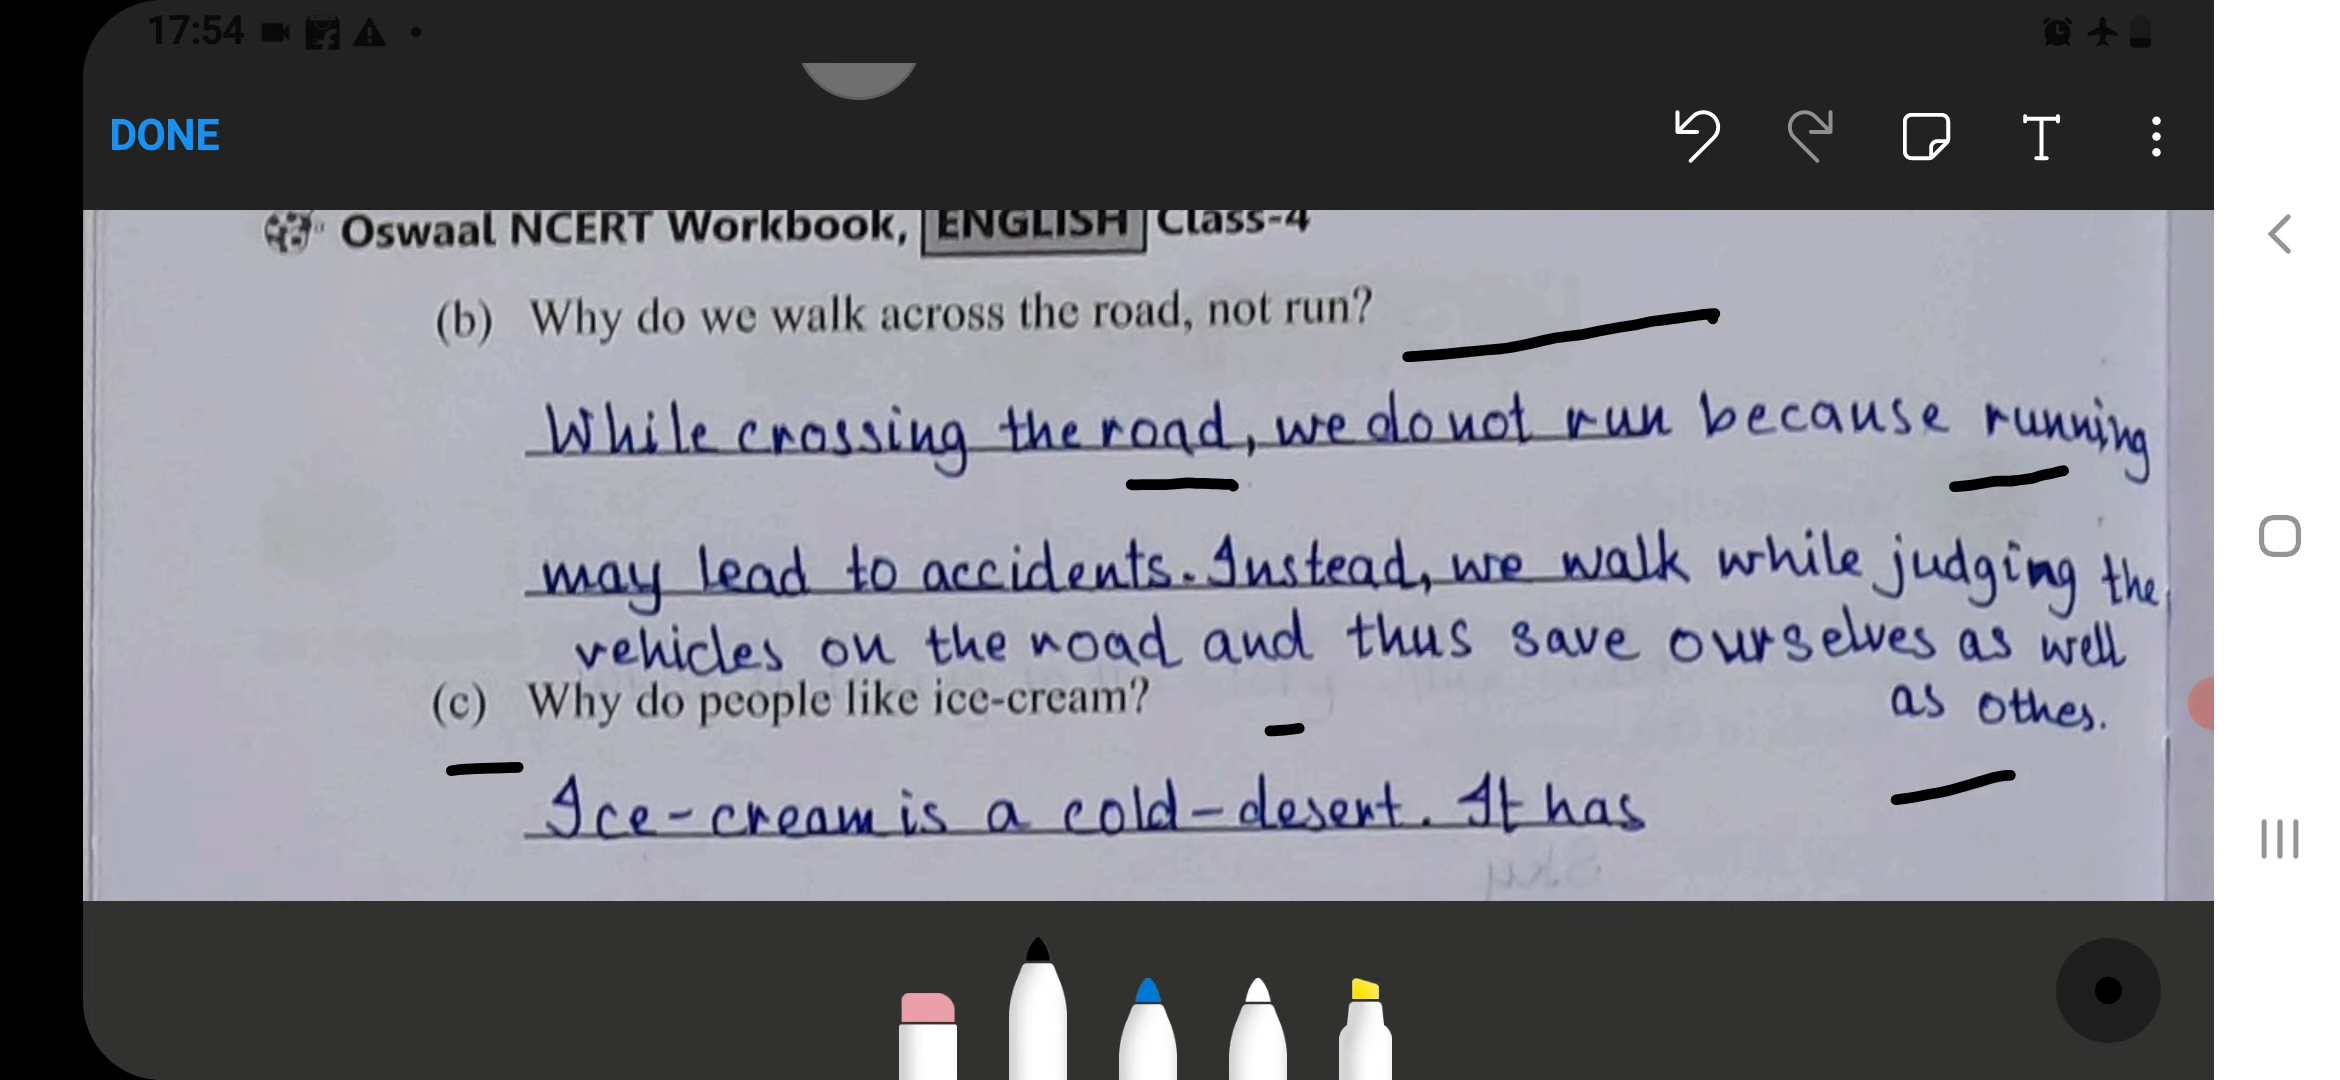 17:54
DONE
T
Oswaal NCERT Workbook, ENGLISH Class-4
(b) Why do we walk across the road, not run?
While crossing the road, we do not run because running
may lead to accidents. Instead, we walk while judging the
vehicles on the road and thus save ourselves as well
as othes.
(c) Why do people like ice-cream?
Ice-cream is a cold-desert. It has